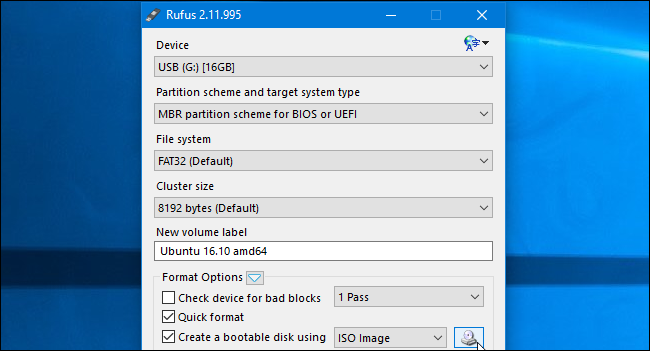 Rufus 2.11.995
Device
USB (G:) [16GB]
Partition scheme and target system type
MBR partition scheme for BIOS or UEFI
File system
FAT32 (Default)
Cluster size
8192 bytes (Default)
New volume label
Ubuntu 16.10 amd64
Format Options
Check device for bad blocks 1 Pass
Quick format
Create a bootable disk using ISO Image